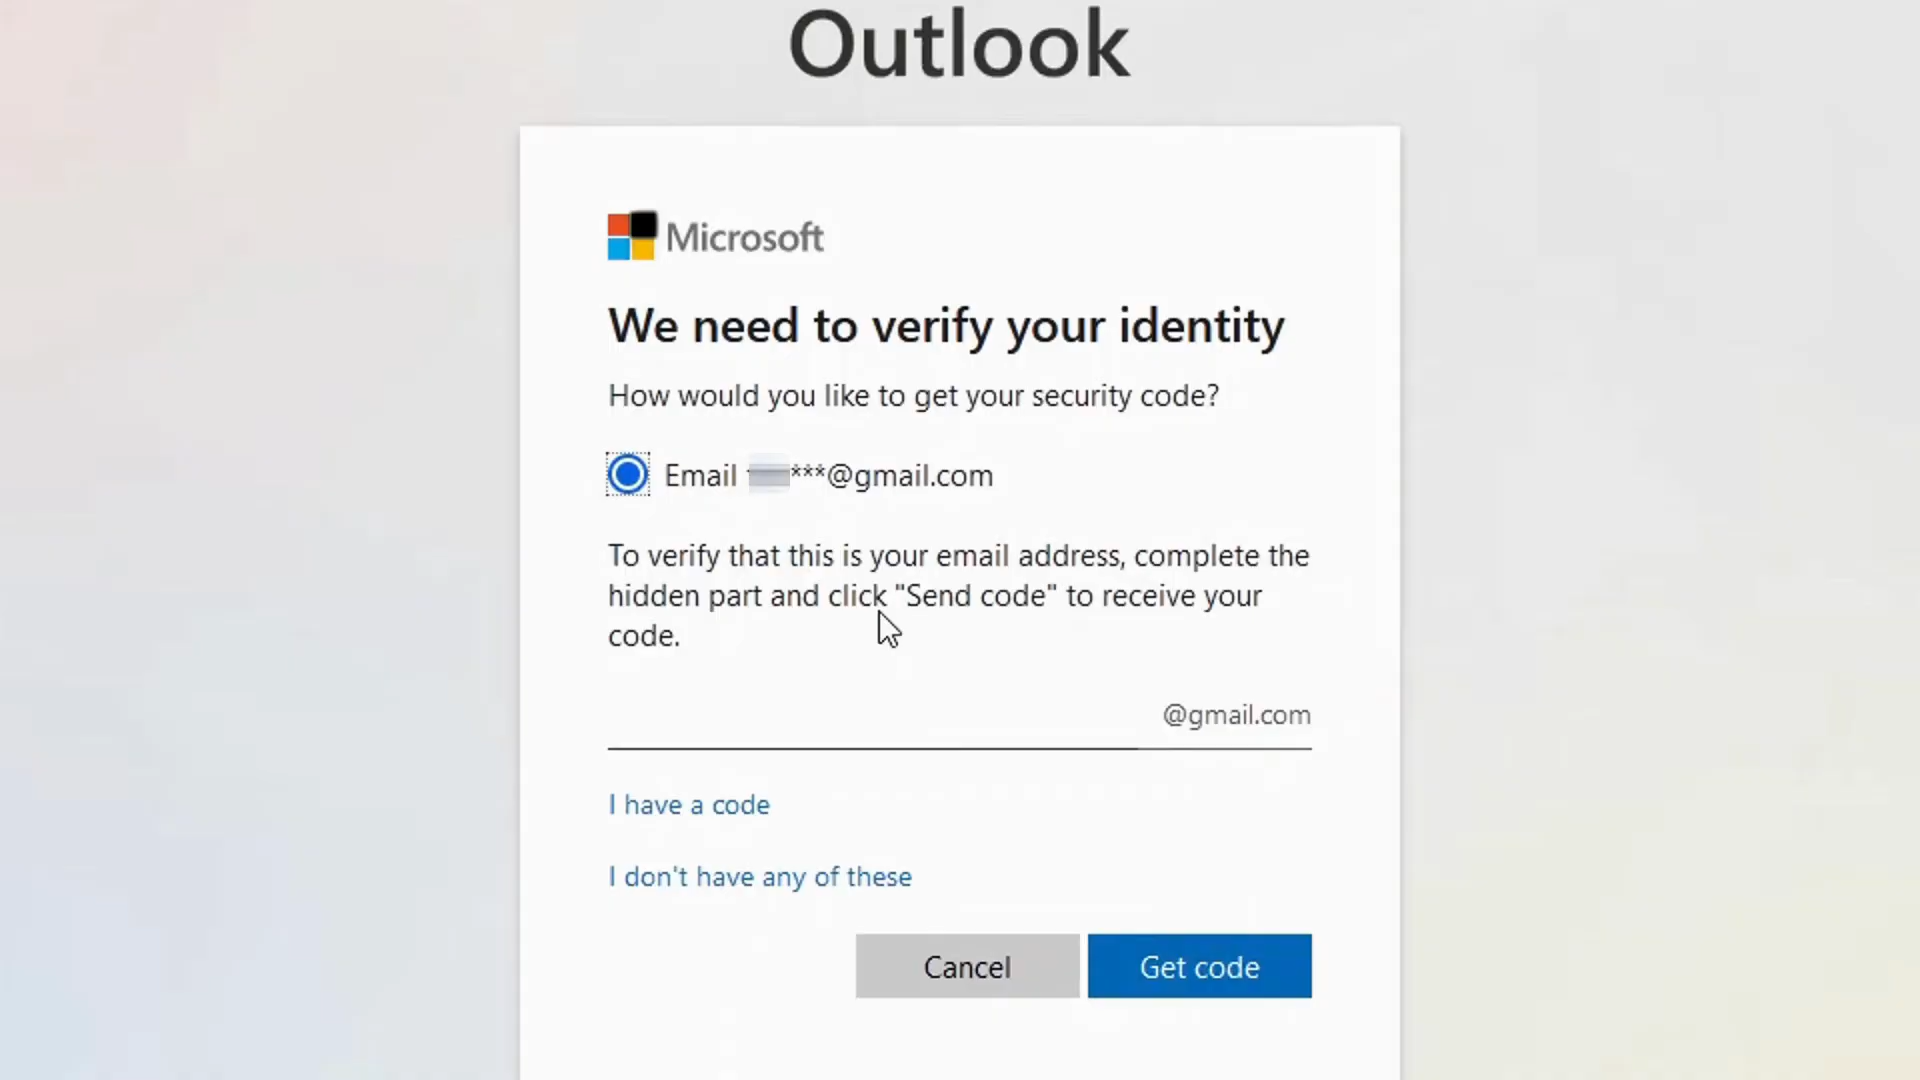 Outlook
Microsoft
We need to verify your identity
How would you like to get your security code?
Email ***@gmail.com
To verify that this is your email address, complete the
hidden part and click "Send code" to receive your
code.
@gmail.com
I have a code
I don't have any of these
Cancel
Get code